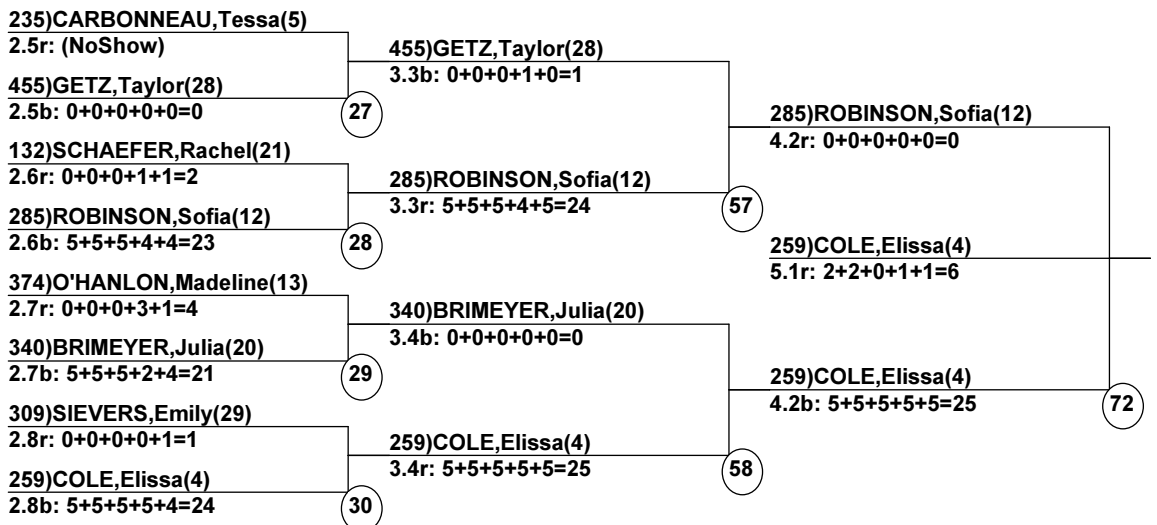 235)CARBONNEAU,Tessa(5)
2.5r: (NoShow)
455)GETZ,Taylor(28)
2.5b: 0+0+0+0+0=0
27
132)SCHAEFER,Rachel(21)
2.6r: 0+0+0+1+1=2
285)ROBINSON,Sofia(12)
2.6b: 5+5+5+4+4=23
28
374)O'HANLON,Madeline(13)
2.7r: 0+0+0+3+1=4
340)BRIMEYER,Julia(20)
2.7b: 5+5+5+2+4=21
29
309)SIEVERS,Emily(29)
2.8r: 0+0+0+0+1=1
259)COLE,Elissa(4)
2.8b: 5+5+5+5+4=24
30
455)GETZ,Taylor(28)
3.3b: 0+0+0+1+0=1
285)ROBINSON,Sofia(12)
3.3r: 5+5+5+4+5=24
57
340)BRIMEYER,Julia(20)
3.4b: 0+0+0+0+0=0
259)COLE,Elissa(4)
3.4r: 5+5+5+5+5=25
58
285)ROBINSON,Sofia(12)
4.2r: 0+0+0+0+0=0
259)COLE,Elissa(4)
5.1r: 2+2+0+1+1=6
259)COLE,Elissa(4)
4.2b: 5+5+5+5+5=25
72